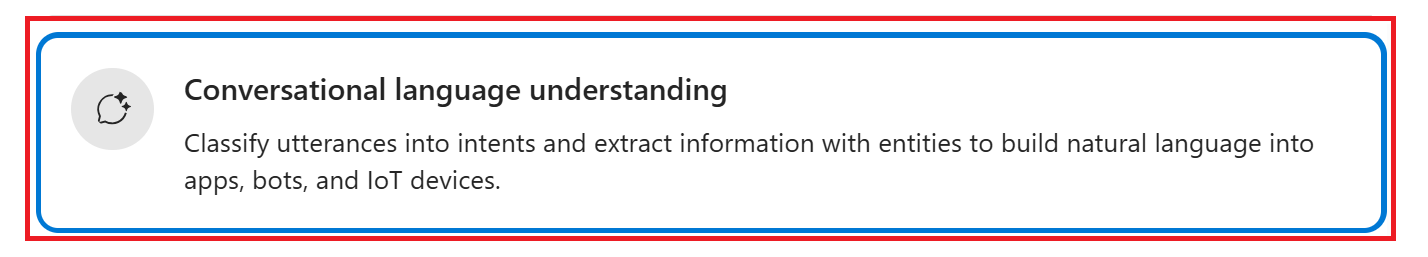 Conversational language understanding
Classify utterances into intents and extract information with entities to build natural language into
apps, bots, and IoT devices.